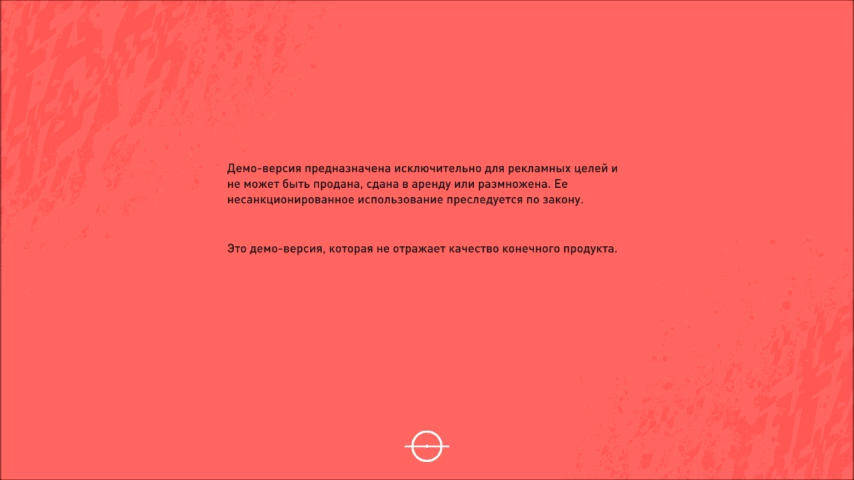 Демо-версия предназначена исключительно для рекламных целей и
не может быть продана, сдана в аренду или размножена. Ее
несанкционированное использование преследуется по закону.
Это демо-версия, которая не отражает качество конечного продукта.